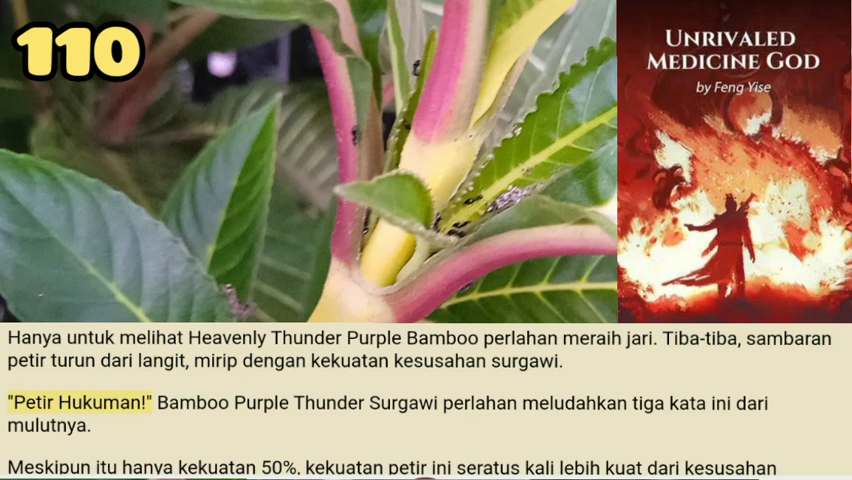 110
UNRIVALED
MEDICINE GOD
by Feng Yise
Hanya untuk melihat Heavenly Thunder Purple Bamboo perlahan meraih jari. Tiba-tiba, sambaran
petir turun dari langit, mirip dengan kekuatan kesusahan surgawi.
"Petir Hukuman!" Bamboo Purple Thunder Surgawi perlahan meludahkan tiga kata ini dari
mulutnya.
Meskipun itu hanya kekuatan 50%, kekuatan petir ini seratus kali lebih kuat dari kesusahan